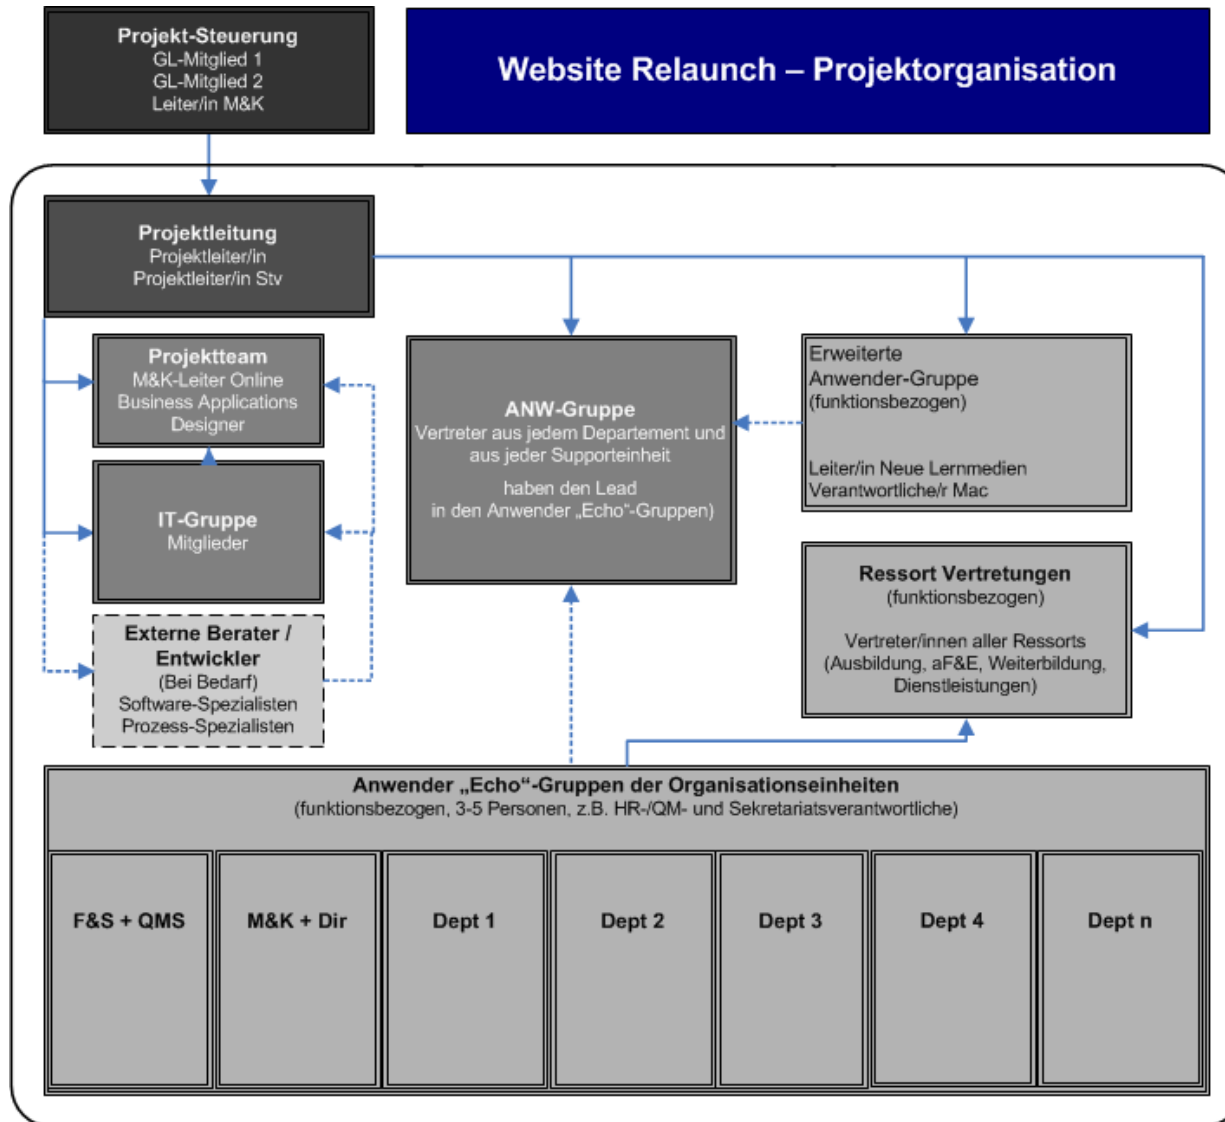 Projekt-Steuerung
GL-Mitglied 1
GL-Mitglied 2
Leiter/in M&K
Website Relaunch – Projektorganisation
Projektleitung
Projektleiter/in
Projektleiter/in Stv
Projektteam
M&K-Leiter Online
Business Applications
Designer
IT-Gruppe
Mitglieder
Externe Berater /
Entwickler
(Bei Bedarf)
Software-Spezialisten
Prozess-Spezialisten
ANW-Gruppe
Vertreter aus jedem Departement und
aus jeder Supporteinheit
haben den Lead
in den Anwender „Echo“-Gruppen)
Erweiterte
Anwender-Gruppe
(funktionsbezogen)
Leiter/in Neue Lernmedien
Verantwortliche/r Mac
Ressort Vertretungen
(funktionsbezogen)
Vertreter/innen aller Ressorts
(Ausbildung, aF&E, Weiterbildung,
Dienstleistungen)
Anwender „Echo“-Gruppen der Organisationseinheiten
(funktionsbezogen, 3-5 Personen, z.B. HR-/QM- und Sekretariatsverantwortliche)
F&S + QMS
M&K + Dir
Dept 1
Dept 2
Dept 3
Dept 4
Dept n